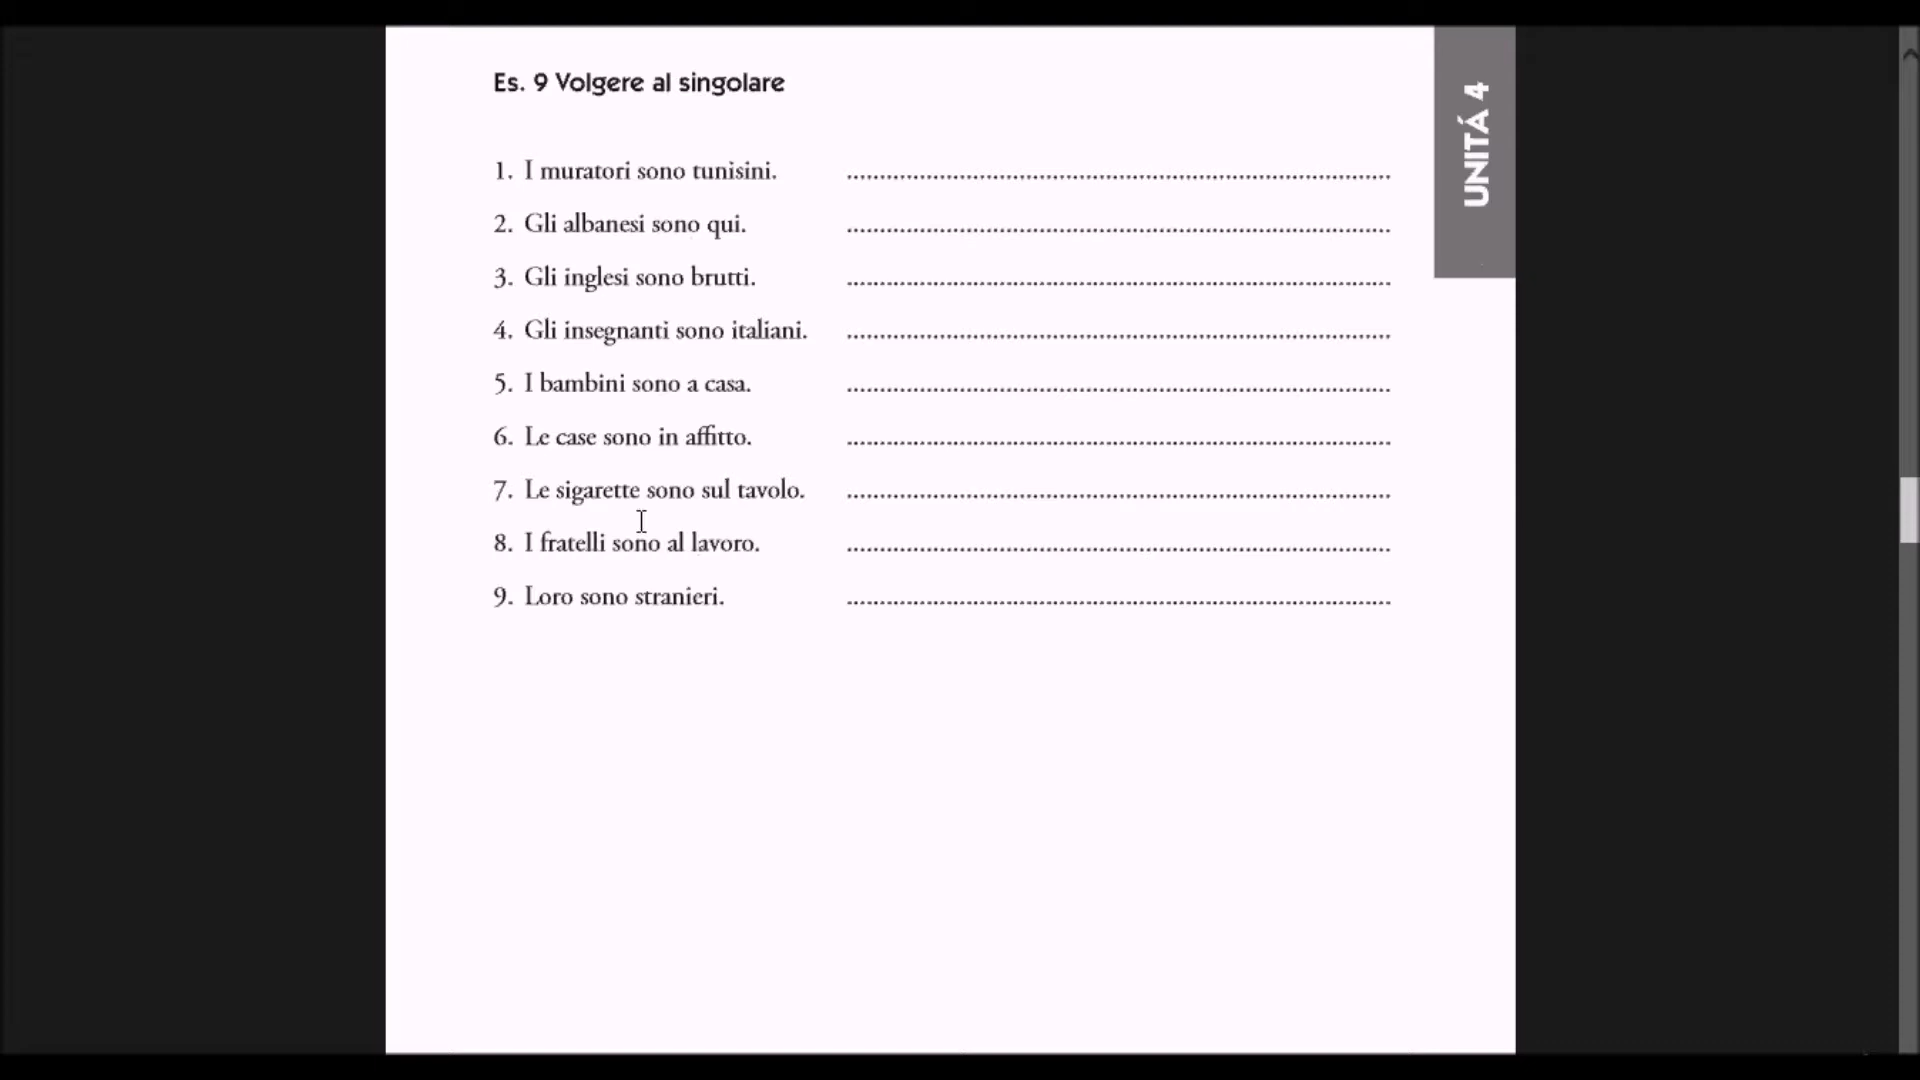 Es. 9 Volgere al singolare
UNITÁ 4
1. I muratori sono tunisini. ................................................................................
2. Gli albanesi sono qui. ................................................................................
3. Gli inglesi sono brutti. ................................................................................
4. Gli insegnanti sono italiani. ................................................................................
5. I bambini sono a casa. ................................................................................
6. Le case sono in affitto. ................................................................................
7. Le sigarette sono sul tavolo. ................................................................................
8. I fratelli sono al lavoro. ................................................................................
9. Loro sono stranieri. ................................................................................